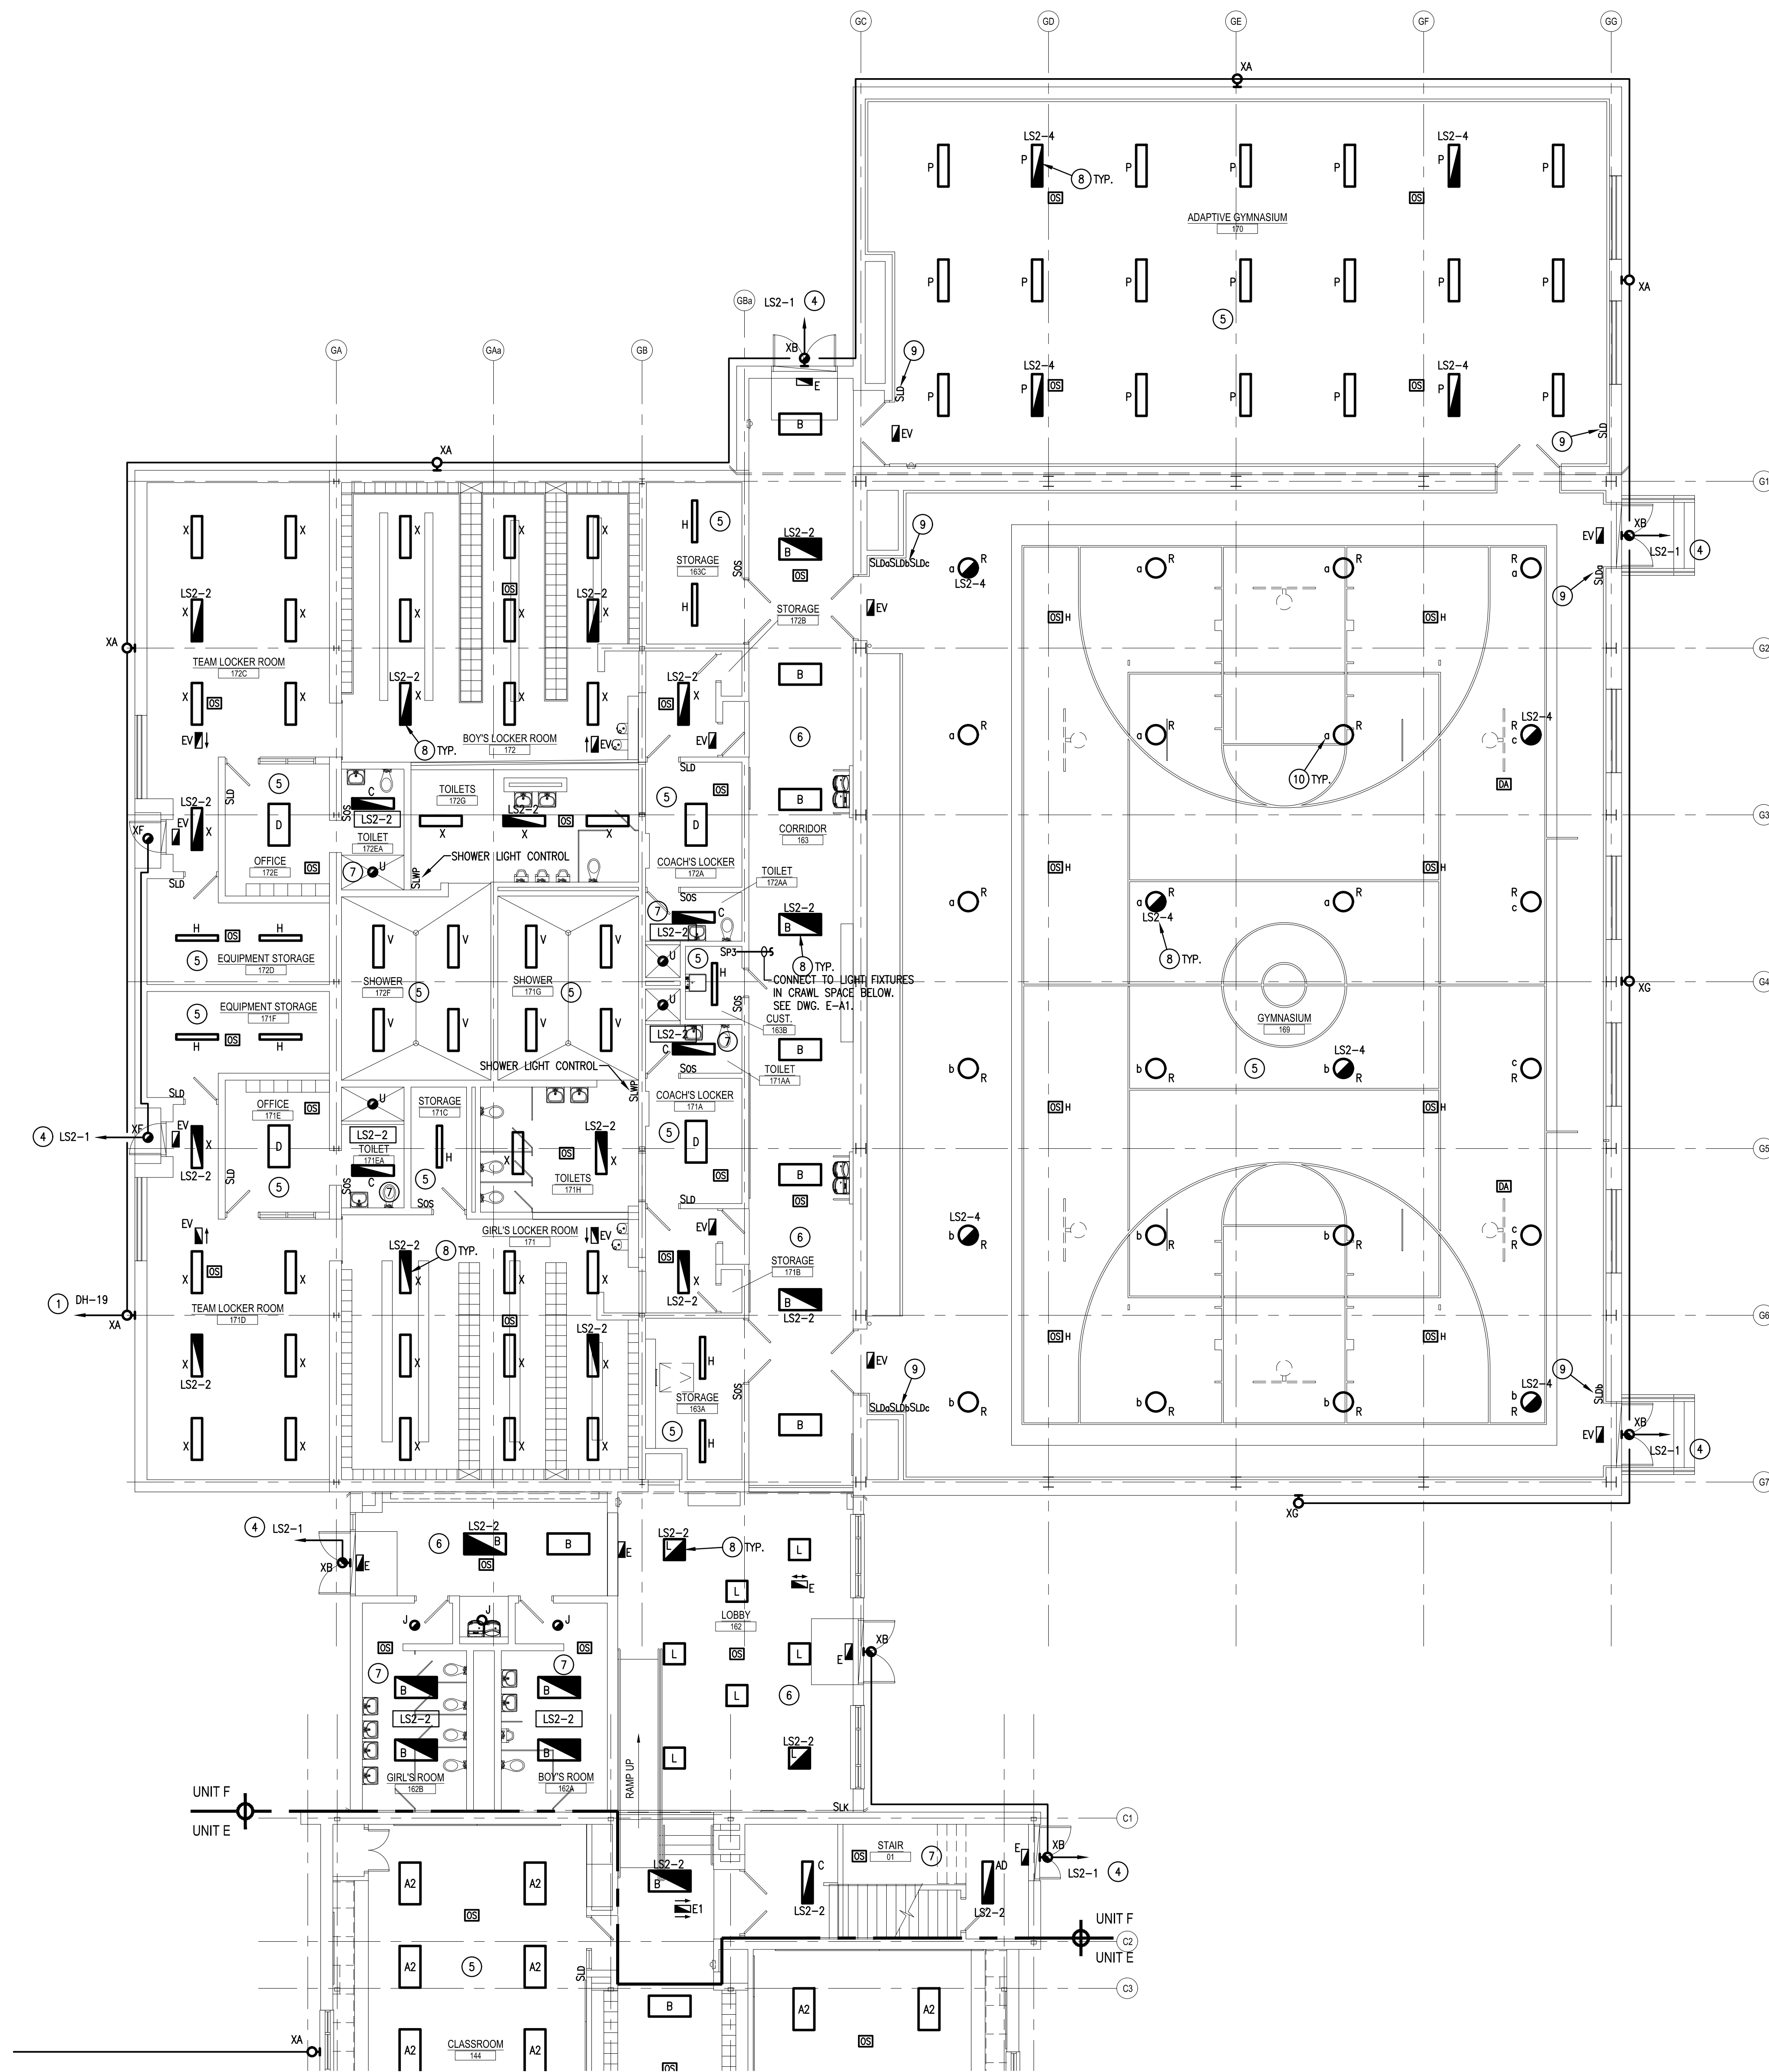 GC
GD
GE
GF
GG
XA
LS2-4
LS2-4
P
P
P
P
P
P
P
8 TYP.
OS
OS
ADAPTIVE GYMNASIUM
170
XA
P
P
P
P
P
P
P
5
GBa
LS2-1 4
XB
E
9
SLD
LS2-4
LS2-4
P
P
P
P
P
P
P
OS
OS
GA
GAa
GB
B
EV
9
SLD
XA
G1
X
X
X
X
X
H
5
STORAGE
163C
SOS
LS2-2
B
OS
9
SLDaSLDbSLDc
EV
XB
LS2-1
4
9
SLDa
a
R
LS2-4
a
R
a
R
R
a
LS2-2
X
X
X
OS
X
LS2-2
X
H
STORAGE
172B
EV
OS H
OS H
XA
G2
TEAM LOCKER ROOM
172C
X
OS
X
LS2-2
X
X
X
8 TYP.
BOY'S LOCKER ROOM
172
EV
EV
LS2-2
X
OS
EV
B
6
a
a
R
a
R
10 TYP.
LS2-4
R
c
DA
5
SLD
OFFICE
172E
D
OS
SLD
LS2-2
X
EV
XF
SOS
C
LS2-2
TOILET
172EA
7
U
TOILETS
172G
LS2-2
X
X
X
OS
SHOWER LIGHT CONTROL
SLWP
SLD
5
OS
D
COACH'S LOCKER
172A
TOILET
172AA
SOS
B
CORRIDOR
163
G3
OS H
OS H
H
H
OS
5
EQUIPMENT STORAGE
172D
V
V
V
V
SHOWER
172F
5
SHOWER
171G
5
7
C
LS2-2
U
SP3
5
H
LS2-2
B
8 TYP.
CONNECT TO LIGHT FIXTURES
IN CRAWL SPACE BELOW.
SEE DWG. E-A1.
a
R
a
R
LS2-4
8 TYP.
a
R
R
c
G4
XG
5
EQUIPMENT STORAGE
171F
H
H
OS
V
V
V
V
SHOWER LIGHT CONTROL
SLWP
U
LS2-2
C
7
SOS
SOS
CUST.
163B
TOILET
171AA
B
GYMNASIUM
169
5
b
R
b
R
LS2-4
b
R
c
R
SLD
OFFICE
171E
OS
D
5
SLD
XF
EV
4 LS2-1
X
LS2-2
U
LS2-2
TOILET
171EA
C
SOS
7
STORAGE
171C
H
5
SOS
X
OS
LS2-2
X
TOILETS
171H
COACH'S LOCKER
171A
5
D
OS
SLD
B
OS
OS H
OS H
G5
DA
EV
X
OS
X
LS2-2
8 TYP.
X
X
GIRL'S LOCKER ROOM
171
EV
EV
OS
X
LS2-2
STORAGE
171B
6
B
LS2-2
LS2-4
b
R
b
R
b
R
c
R
1 DH-19
XA
TEAM LOCKER ROOM
171D
OS
G6
X
LS2-2
X
X
X
LS2-2
X
H
STORAGE
163A
SOS
5
H
EV
9
SLDaSLDbSLDc
OS H
OS H
B
R
b
R
b
R
LS2-4
b
R
9
SLDb
XB
EV
LS2-1
4
X
X
X
X
G7
XG
4 LS2-1
XB
E
6
LS2-2
B
OS
B
E
LS2-2
L
8 TYP.
L
E
L
LOBBY
162
OS
L
L
L
6
L
LS2-2
L
XB
E
J
J
J
OS
OS
7
B
LS2-2
B
GIRL'S ROOM
162B
7
B
LS2-2
B
BOY'S ROOM
162A
RAMP UP
UNIT F
UNIT E
SLK
C1
STAIR
01
OS
7
C
LS2-2
AD
LS2-2
E
XB
LS2-1 4
LS2-2
B
E1
UNIT F
UNIT E
C2
C3
A2
A2
OS
A2
A2
5
SLD
B
A2
A2
OS
XA
A2
A2
CLASSROOM
144
OS